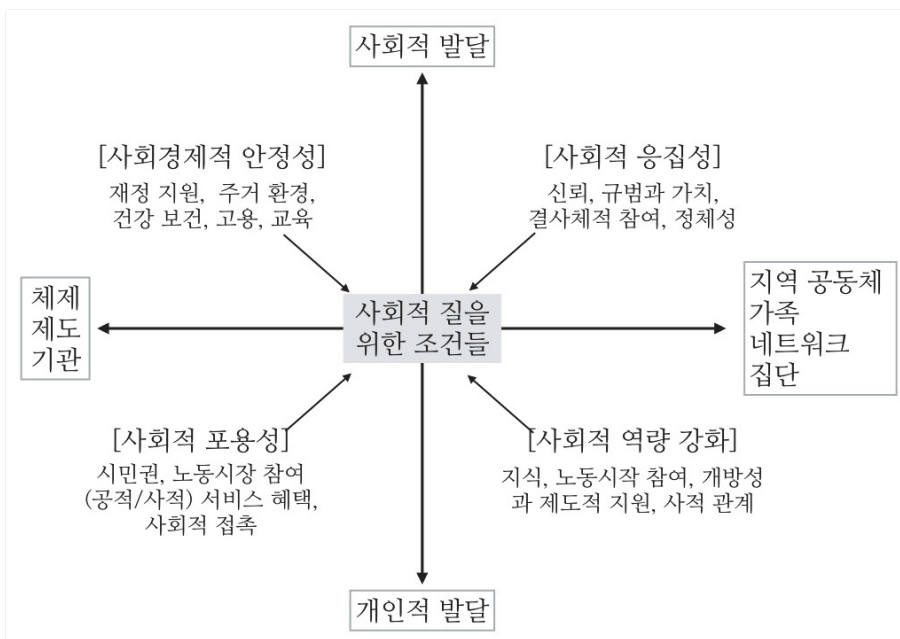 사회적 발달
[사회경제적 안정성]
재정 지원, 주거 환경,
건강 보건, 고용, 교육
[사회적 응집성]
신뢰, 규범과 가치,
결사체적 참여, 정체성
체제
제도
기관
사회적 질을
위한 조건들
지역 공동체
가족
네트워크
집단
[사회적 포용성]
시민권, 노동시장 참여
(공적/사적) 서비스 혜택,
사회적 접촉
[사회적 역량 강화]
지식, 노동시작 참여, 개방성
과 제도적 지원, 사적 관계
개인적 발달